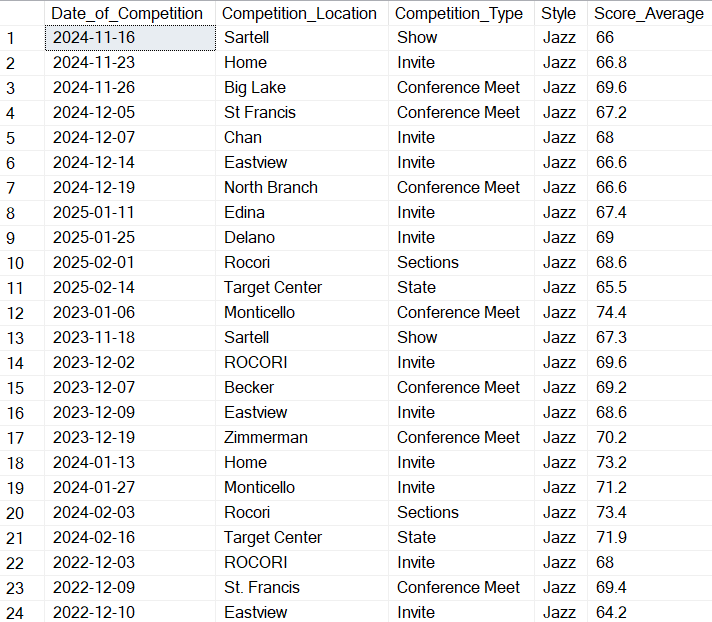 Date_of_Competition Competition_Location Competition_Type Style Score_Average
1 2024-11-16 Sartell Show Jazz 66
2 2024-11-23 Home Invite Jazz 66.8
3 2024-11-26 Big Lake Conference Meet Jazz 69.6
4 2024-12-05 St Francis Conference Meet Jazz 67.2
5 2024-12-07 Chan Invite Jazz 68
6 2024-12-14 Eastview Invite Jazz 66.6
7 2024-12-19 North Branch Conference Meet Jazz 66.6
8 2025-01-11 Edina Invite Jazz 67.4
9 2025-01-25 Delano Invite Jazz 69
10 2025-02-01 Rocori Sections Jazz 68.6
11 2025-02-14 Target Center State Jazz 65.5
12 2023-01-06 Monticello Conference Meet Jazz 74.4
13 2023-11-18 Sartell Show Jazz 67.3
14 2023-12-02 ROCORI Invite Jazz 69.6
15 2023-12-07 Becker Conference Meet Jazz 69.2
16 2023-12-09 Eastview Invite Jazz 68.6
17 2023-12-19 Zimmerman Conference Meet Jazz 70.2
18 2024-01-13 Home Invite Jazz 73.2
19 2024-01-27 Monticello Invite Jazz 71.2
20 2024-02-03 Rocori Sections Jazz 73.4
21 2024-02-16 Target Center State Jazz 71.9
22 2022-12-03 ROCORI Invite Jazz 68
23 2022-12-09 St. Francis Conference Meet Jazz 69.4
24 2022-12-10 Eastview Invite Jazz 64.2